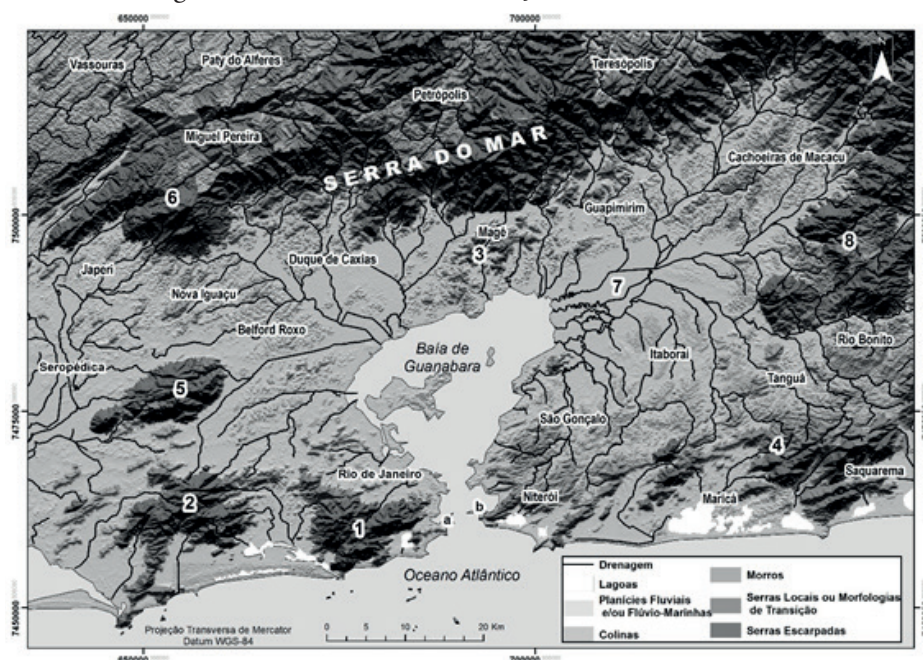 650000
700000
Vassouras
Paty do Alferes
Teresópolis
N
Petrópolis
Miguel Pereira
SERRA DO MAR
Cachoeiras de Macacu
6
7500000
7500000
Guapimirim
Magé
8
3
Japeri
Duque de Caxias
7
Nova Iguaçu
Belford Roxo
Rio Bonito
Baía de
Guanabara
Itaboraí
Seropédica
Tanguá
5
7475000
7475000
São Gonçalo
4
Rio de Janeiro
Saquarema
2
Niterói
Maricá
1
a
b
Oceano Atlântico
Drenagem
Lagoas
Planícies Fluviais
e/ou Flúvio-Marinhas
Colinas
Morros
Serras Locais ou Morfologias
de Transição
Serras Escarpadas
7450000
7450000
Projeção Transversa de Mercator
Datum WGS-84
0 5 10 20 Km
650000
700000